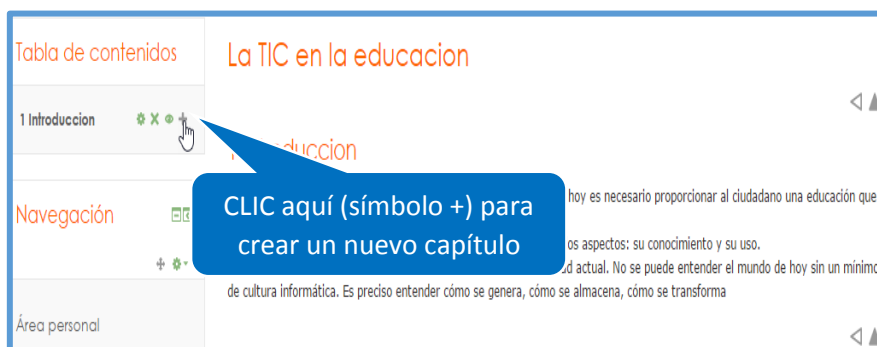 Tabla de contenidos
La TIC en la educacion
1 Introduccion
duccion
Navegación
CLIC aquí (símbolo +) para
crear un nuevo capítulo
hoy es necesario proporcionar al ciudadano una educación que
os aspectos: su conocimiento y su uso.
actual. No se puede entender el mundo de hoy sin un mínimo
de cultura informática. Es preciso entender cómo se genera, cómo se almacena, cómo se transforma
Área personal